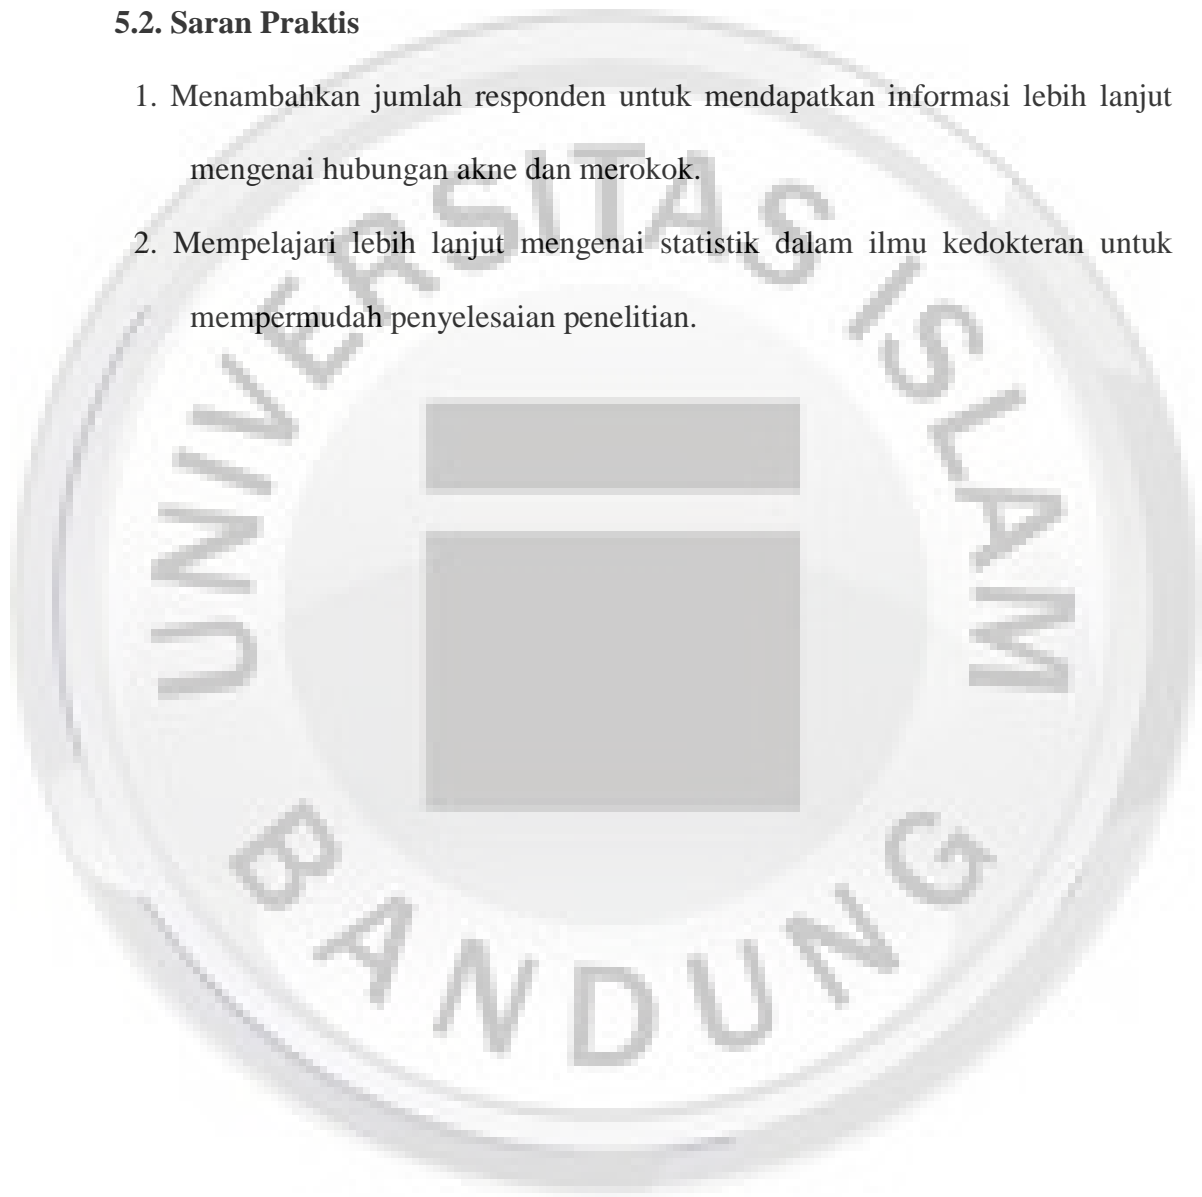 5.2. Saran Praktis
1. Menambahkan jumlah responden untuk mendapatkan informasi lebih lanjut
mengenai hubungan akne dan merokok.
2. Mempelajari lebih lanjut mengenai statistik dalam ilmu kedokteran untuk
mempermudah penyelesaian penelitian.
UNIVERSITAS ISLAM
BANDUNG